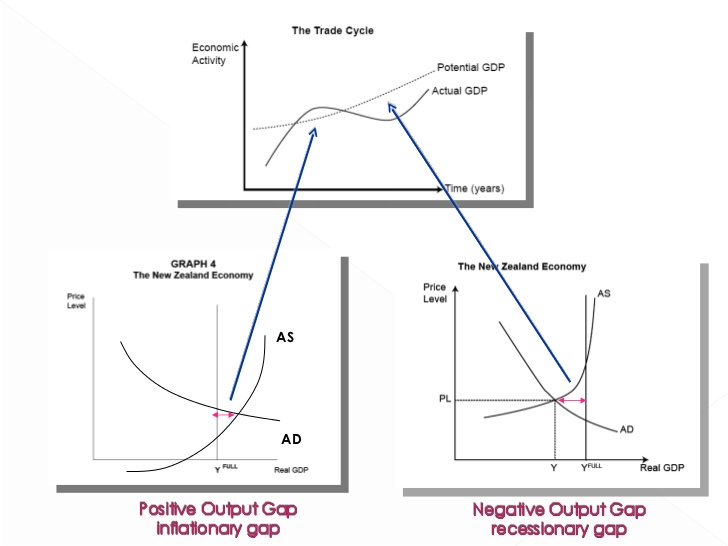 The Trade Cycle
Economic
Activity
Potential GDP
Actual GDP
Time (years)
GRAPH 4
The New Zealand Economy
Price
Level
AS
AD
Y FULL
Real GDP
Positive Output Gap
inflationary gap
The New Zealand Economy
Price
Level
AS
PL
AD
Y
YFULL
Real GDP
Negative Output Gap
recessionary gap